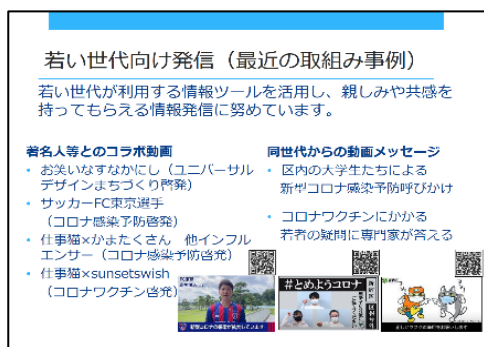 若い世代向け発信（最近の取組み事例）
若い世代が利用する情報ツールを活用し、親しみや共感を
持ってもらえる情報発信に努めています。
著名人等とのコラボ動画
• お笑いなすなかにし（ユニバーサル
デザインまちづくり啓発）
• サッカーFC東京選手
（コロナ感染予防啓発）
• 仕事猫×かまたくさん　他インフル
エンサー（コロナ感染予防啓発）
• 仕事猫×sunsetswish
（コロナワクチン啓発）
同世代からの動画メッセージ
• 区内の大学生たちによる
新型コロナ感染予防呼びかけ
• コロナワクチンにかかる
若者の疑問に専門家が答える
#とめようコロナ